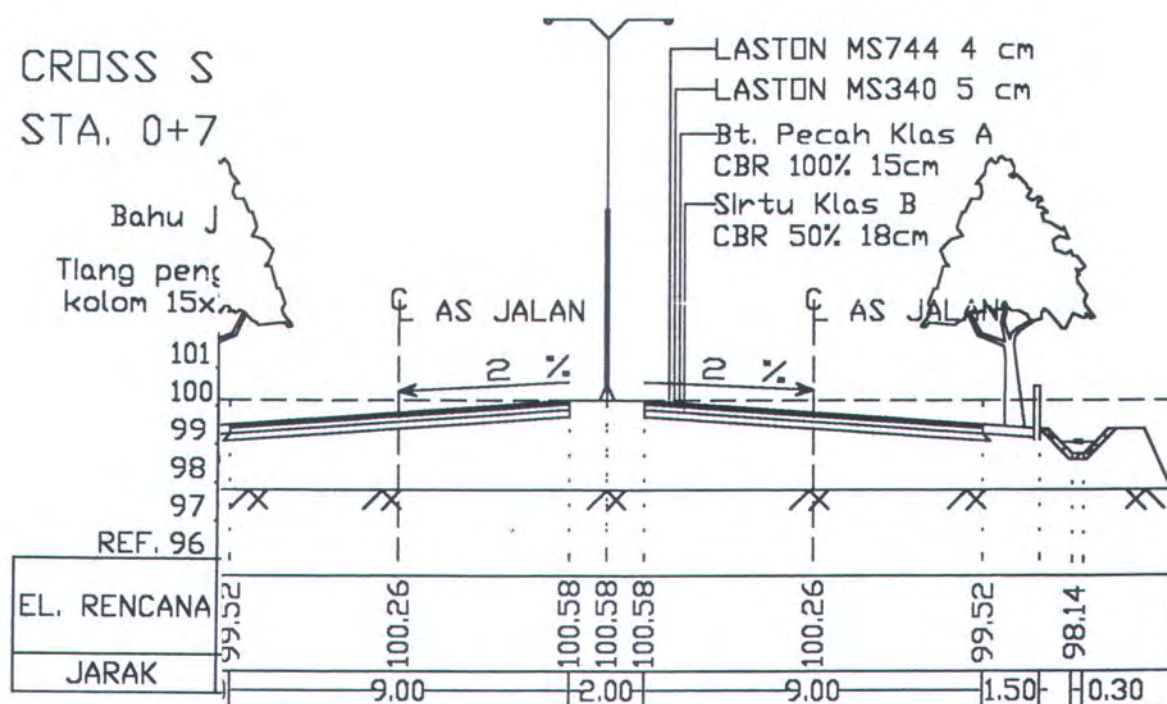 CROSS S
STA. 0+7
LASTON MS744 4 cm
LASTON MS340 5 cm
Bt. Pecah Klas A
CBR 100% 15cm
Sirtu Klas B
CBR 50% 18cm
Bahu J
Tiang peng
kolom 15x
℄ AS JALAN
℄ AS JALAN
2 %
2 %
101
100
99
98
97
REF. 96
EL. RENCANA
99.52
100.26
100.58
100.58
100.58
100.26
99.52
98.14
JARAK
9.00
2.00
9.00
1.50
0.30